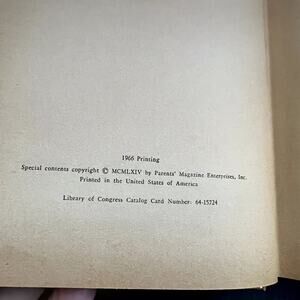 1966 Printing
Special contents copyright © MCMLXIV by Parents' Magazine Enterprises, Inc.
Printed in the United States of America
Library of Congress Catalog Card Number: 64-15724